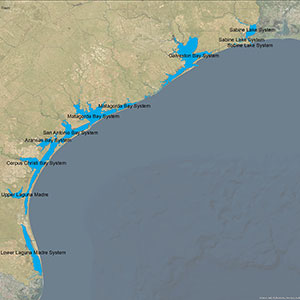 Sabine Lake System
Sabine Lake System
Sabine Lake System
Galveston Bay System
Matagorda Bay System
Matagorda Bay System
San Antonio Bay System
Aransas Bay System
Corpus Christi Bay System
Upper Laguna Madre
Lower Laguna Madre System